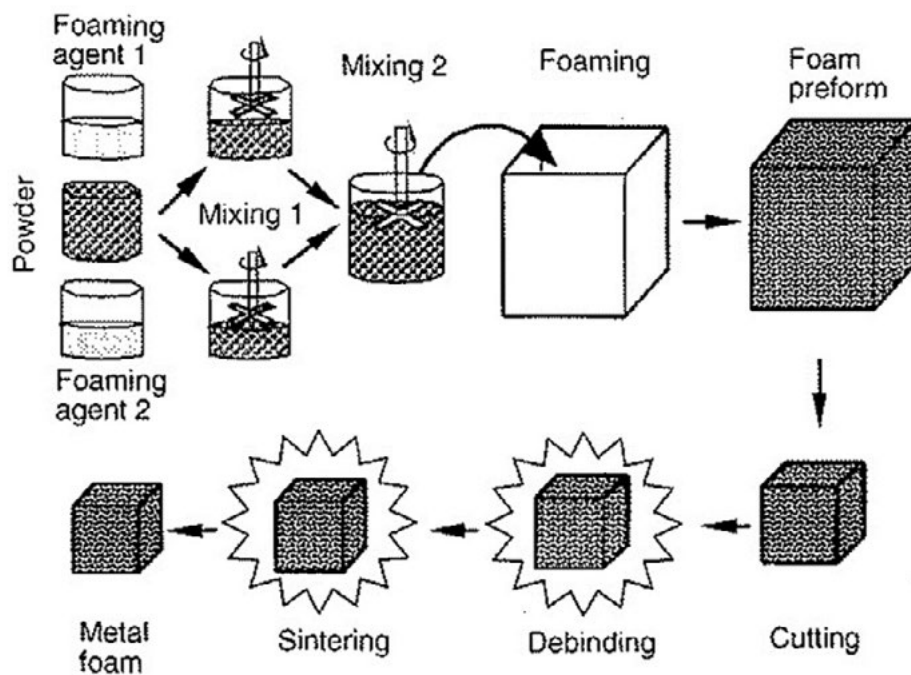 Foaming
agent 1
Powder
Foaming
agent 2
Mixing 1
Mixing 2
Foaming
Foam
preform
Cutting
Debinding
Sintering
Metal
foam